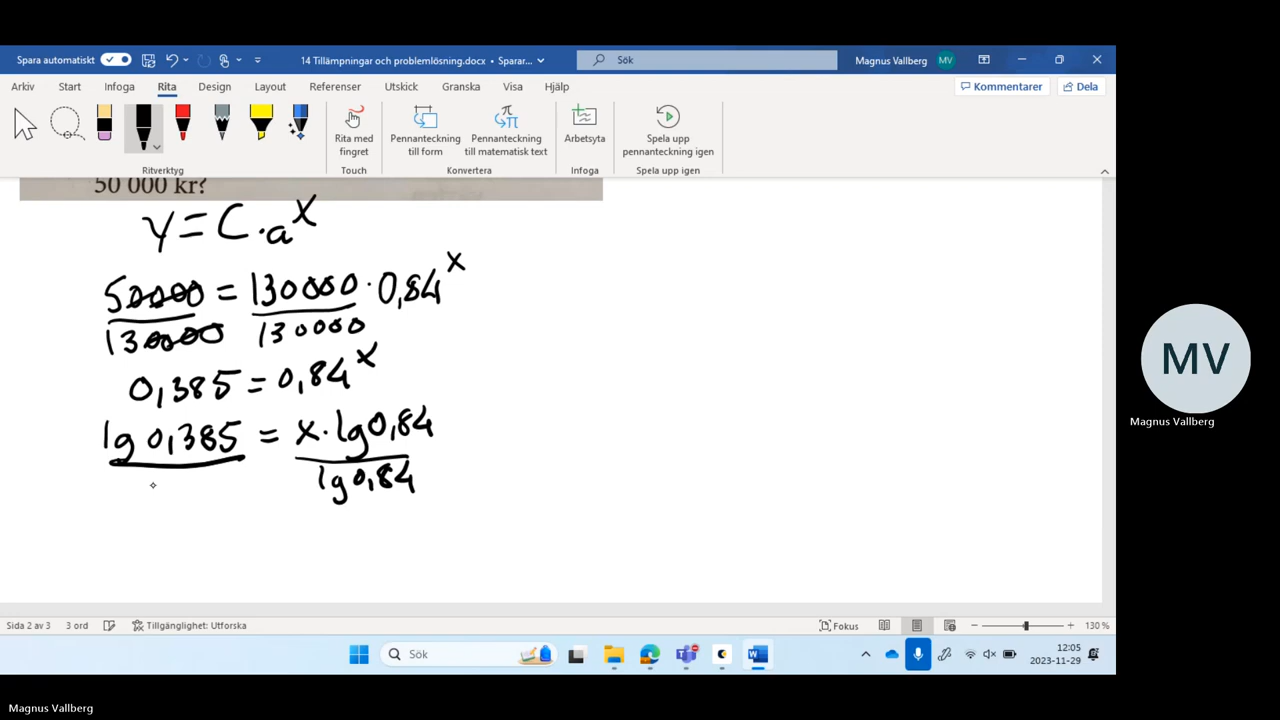 Spara automatiskt
14 Tillämpningar och problemlösning.docx • Sparar...
Sök
Magnus Vallberg
MV
Arkiv Start Infoga Rita Design Layout Referenser Utskick Granska Visa Hjälp
Kommentarer
Dela
Rita med fingret
Pennanteckning till form
Pennanteckning till matematisk text
Arbetsyta
Spela upp pennanteckning igen
Ritverktyg
Touch
Konvertera
Infoga
Spela upp igen
50 000 kr?
y = C · a^x
50000/130000 = 130000/130000 · 0,84^x
0,385 = 0,84^x
lg 0,385 = x · lg 0,84 / lg 0,84
MV
Magnus Vallberg
Sida 2 av 3
3 ord
Tillgänglighet: Utforska
Fokus
130 %
Sök
12:05
2023-11-29
Magnus Vallberg